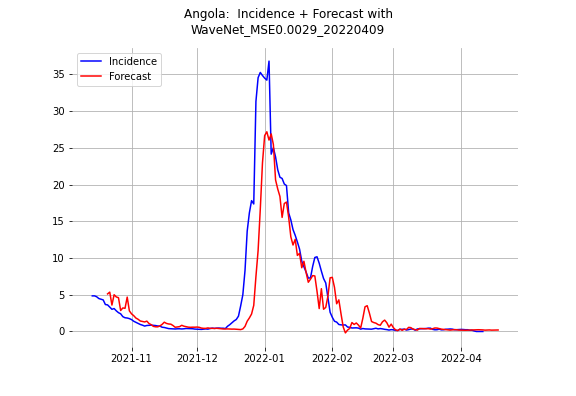 Angola:  Incidence + Forecast with
WaveNet_MSE0.0029_20220409
Incidence
Forecast
35
30
25
20
15
10
5
0
2021-11 2021-12 2022-01 2022-02 2022-03 2022-04